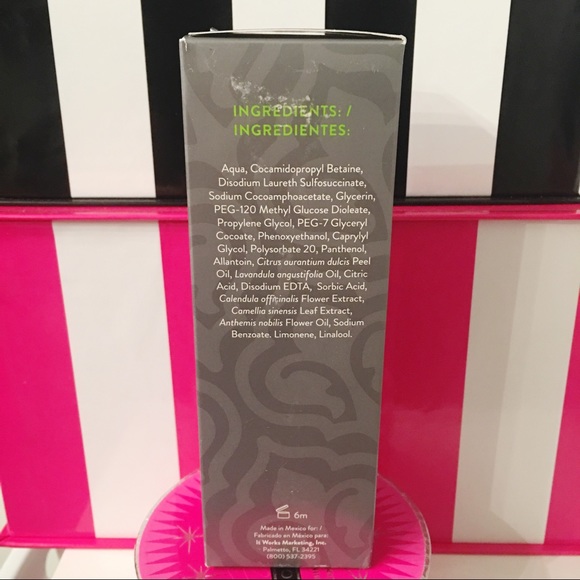 INGREDIENTS: /
INGREDIENTES:
Aqua, Cocamidopropyl Betaine,
Disodium Laureth Sulfosuccinate,
Sodium Cocoamphoacetate, Glycerin,
PEG-120 Methyl Glucose Dioleate,
Propylene Glycol, PEG-7 Glyceryl
Cocoate, Phenoxyethanol, Caprylyl
Glycol, Polysorbate 20, Panthenol,
Allantoin, Citrus aurantium dulcis Peel
Oil, Lavandula angustifolia Oil, Citric
Acid, Disodium EDTA, Sorbic Acid,
Calendula officinalis Flower Extract,
Camellia sinensis Leaf Extract,
Anthemis nobilis Flower Oil, Sodium
Benzoate. Limonene, Linalool.
6m
Made in Mexico for: /
Fabricado en México para:
It Works Marketing, Inc.
Palmetto, FL 34221
(800) 537-2395